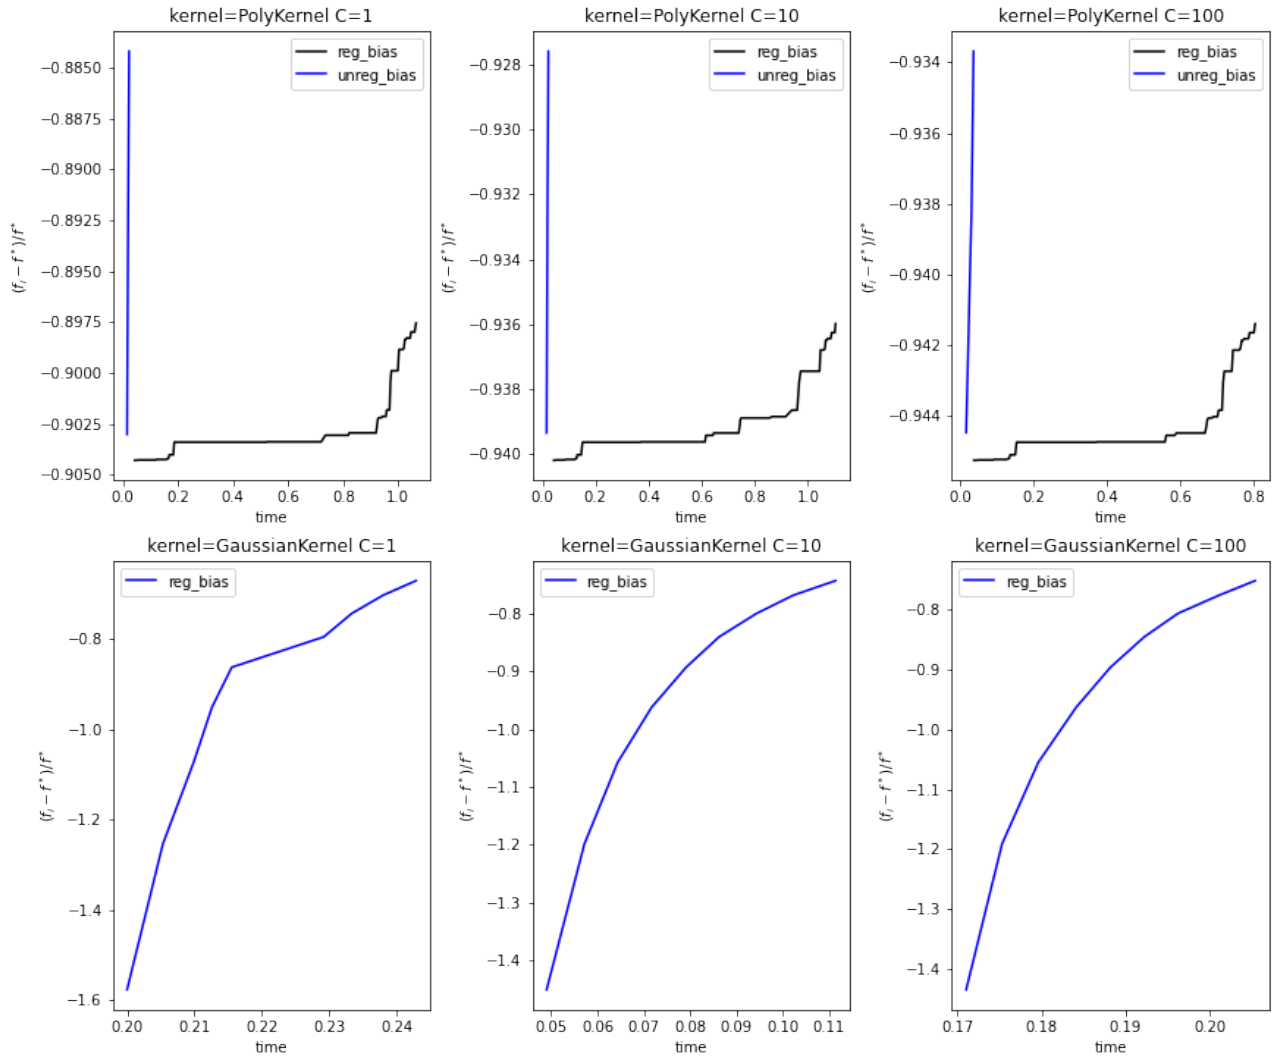 kernel=PolyKernel C=1
kernel=PolyKernel C=10
kernel=PolyKernel C=100
reg_bias
unreg_bias
reg_bias
unreg_bias
reg_bias
unreg_bias
−0.8850
−0.8875
−0.8900
−0.8925
−0.8950
−0.8975
−0.9000
−0.9025
−0.9050
(fᵢ − f*)/f*
0.0 0.2 0.4 0.6 0.8 1.0
time
−0.928
−0.930
−0.932
−0.934
−0.936
−0.938
−0.940
(fᵢ − f*)/f*
0.0 0.2 0.4 0.6 0.8 1.0
time
−0.934
−0.936
−0.938
−0.940
−0.942
−0.944
(fᵢ − f*)/f*
0.0 0.2 0.4 0.6 0.8
time
kernel=GaussianKernel C=1
kernel=GaussianKernel C=10
kernel=GaussianKernel C=100
reg_bias
reg_bias
reg_bias
−0.8
−1.0
−1.2
−1.4
−1.6
(fᵢ − f*)/f*
0.20 0.21 0.22 0.23 0.24
time
−0.8
−0.9
−1.0
−1.1
−1.2
−1.3
−1.4
(fᵢ − f*)/f*
0.05 0.06 0.07 0.08 0.09 0.10 0.11
time
−0.8
−0.9
−1.0
−1.1
−1.2
−1.3
−1.4
(fᵢ − f*)/f*
0.17 0.18 0.19 0.20
time